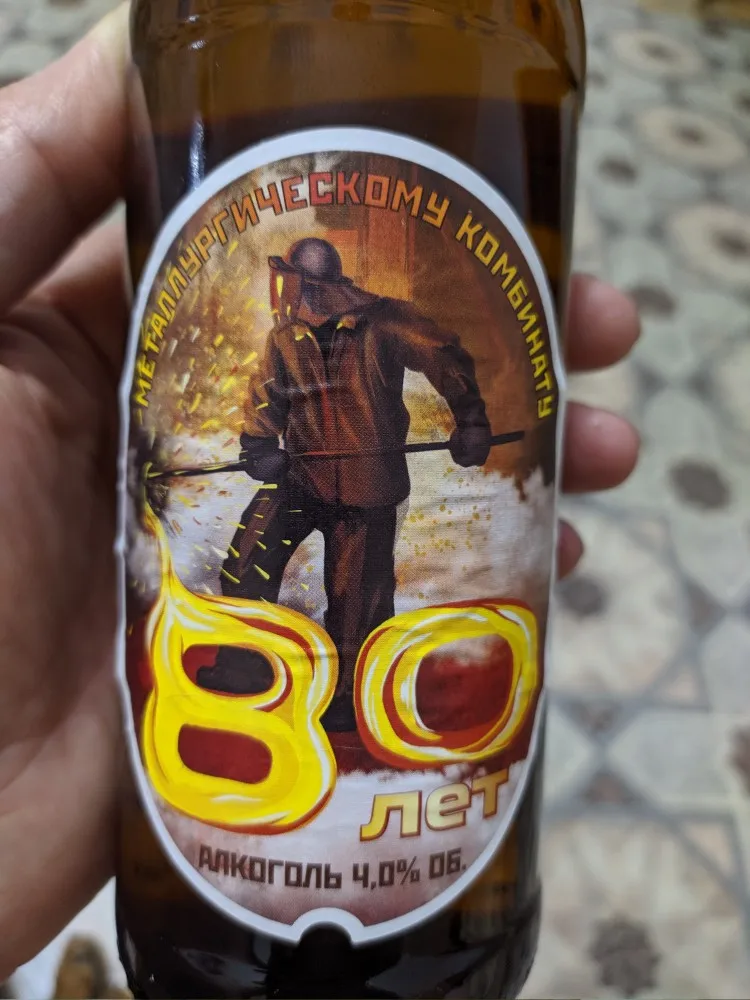 МЕТАЛЛУРГИЧЕСКОМУ КОМБИНАТУ
80
лет
АЛКОГОЛЬ 4,0% ОБ.